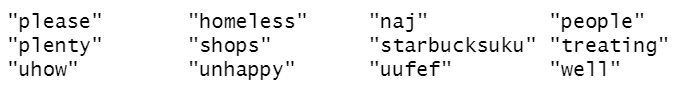 "please" "homeless" "naj" "people"
"plenty" "shops" "starbucksuku" "treating"
"uhow" "unhappy" "uufef" "well"